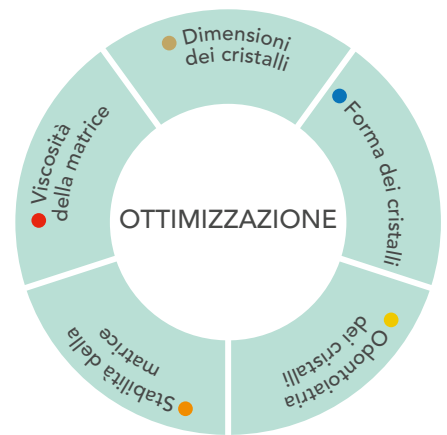 Dimensioni
dei cristalli
Forma dei cristalli
Odontoiatria
dei cristalli
Stabilità della
matrice
Viscosità
della matrice
OTTIMIZZAZIONE